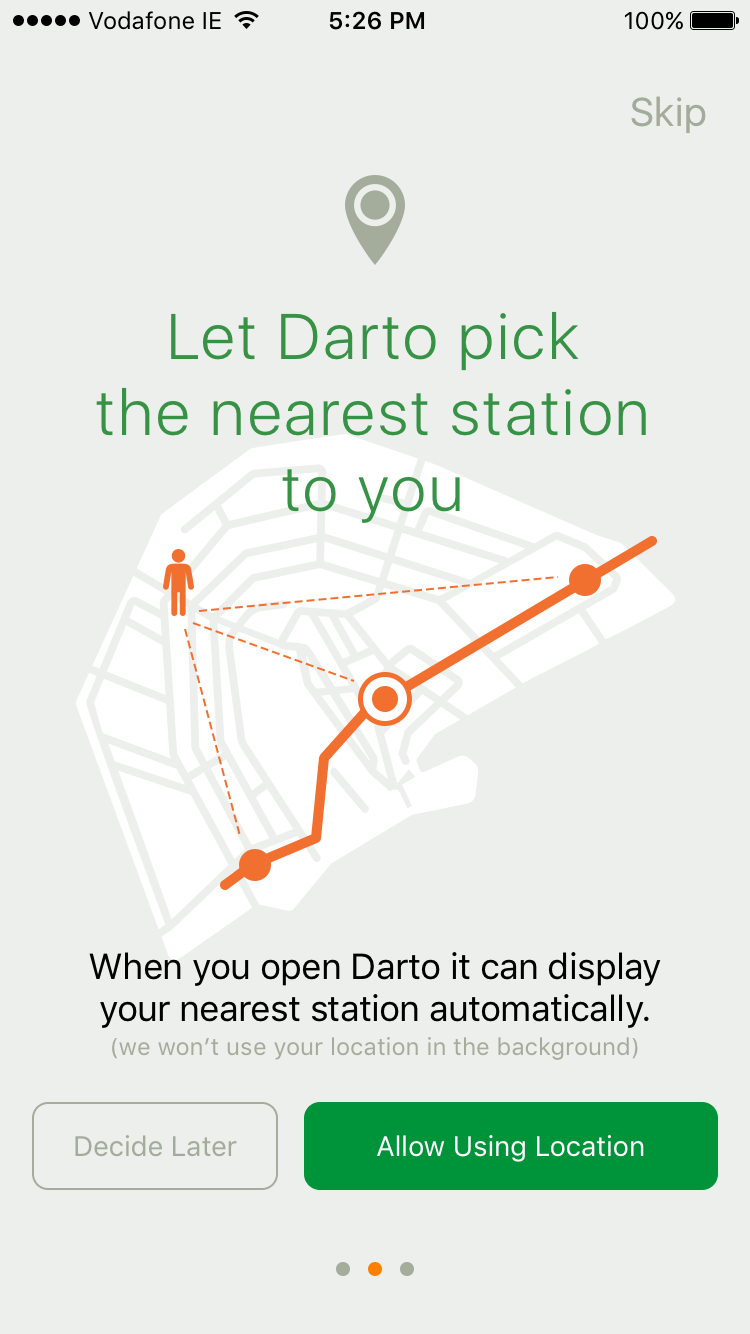 Vodafone IE 5:26 PM 100%
Skip
Let Darto pick
the nearest station
to you
When you open Darto it can display
your nearest station automatically.
(we won’t use your location in the background)
Decide Later Allow Using Location